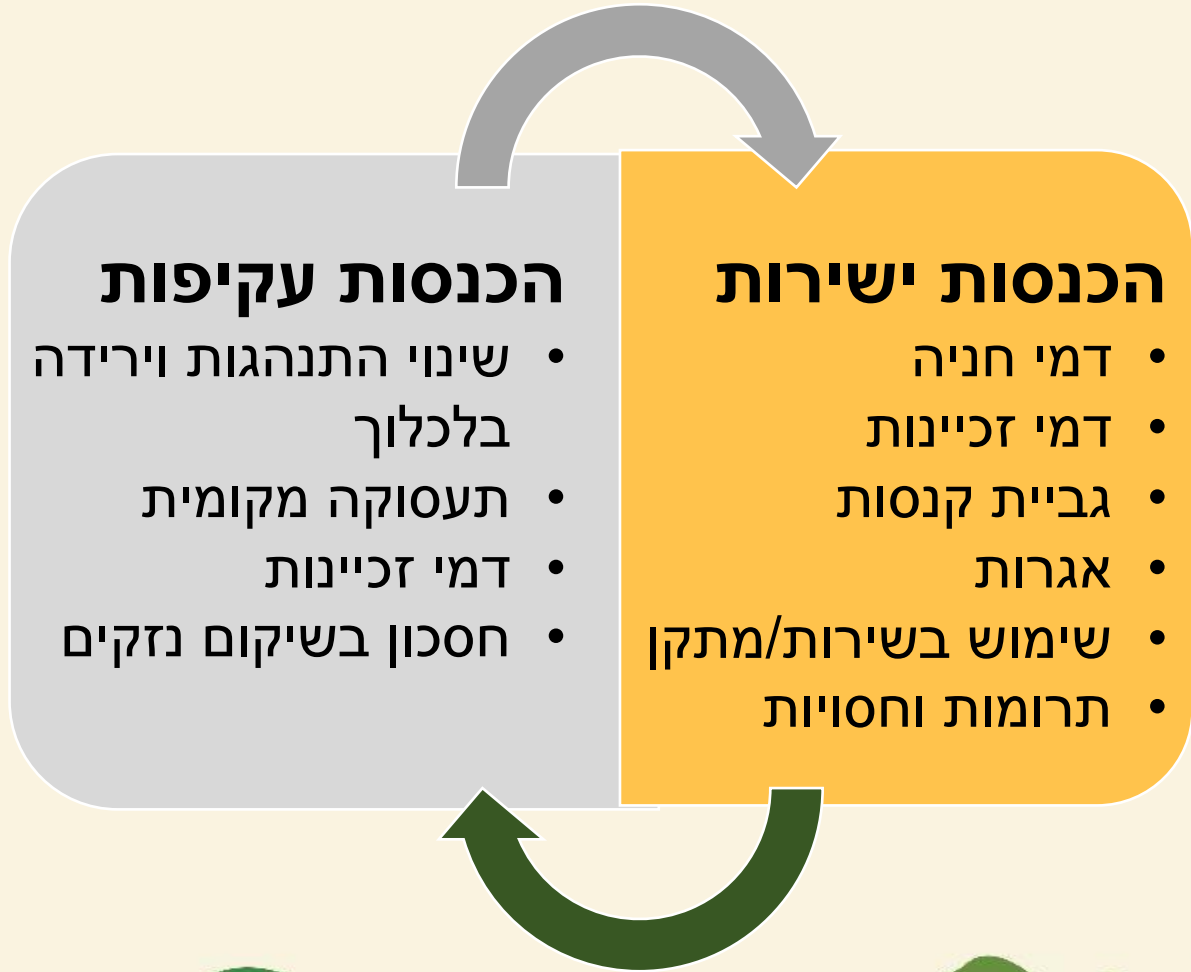 הכנסות ישירות
• דמי חניה
• דמי זכיינות
• גביית קנסות
• אגרות
• שימוש בשירות/מתקן
• תרומות וחסויות
הכנסות עקיפות
• שינוי התנהגות וירידה
בלכלוך
• תעסוקה מקומית
• דמי זכיינות
• חסכון בשיקום נזקים